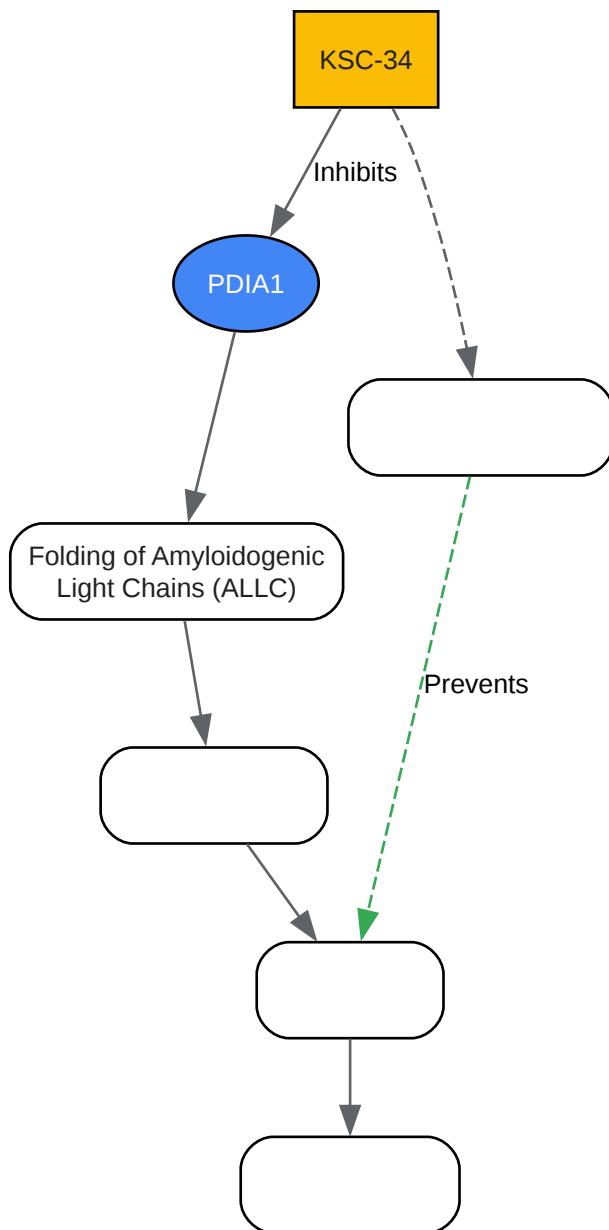 KSC-34
Inhibits
PDIA1
Folding of Amyloidogenic
Light Chains (ALLC)
Prevents